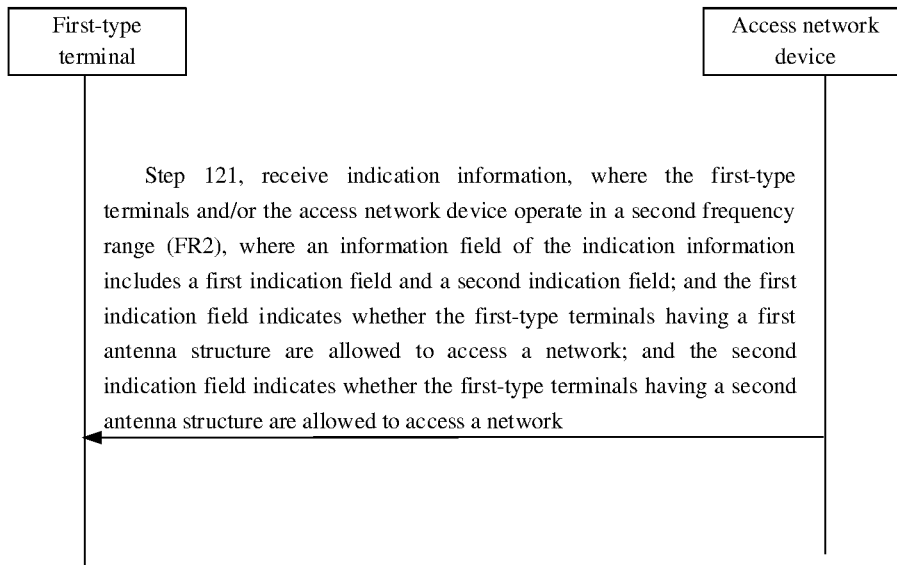 First-type
terminal
Access network
device
Step 121, receive indication information, where the first-type
terminals and/or the access network device operate in a second frequency
range (FR2), where an information field of the indication information
includes a first indication field and a second indication field; and the first
indication field indicates whether the first-type terminals having a first
antenna structure are allowed to access a network; and the second
indication field indicates whether the first-type terminals having a second
antenna structure are allowed to access a network